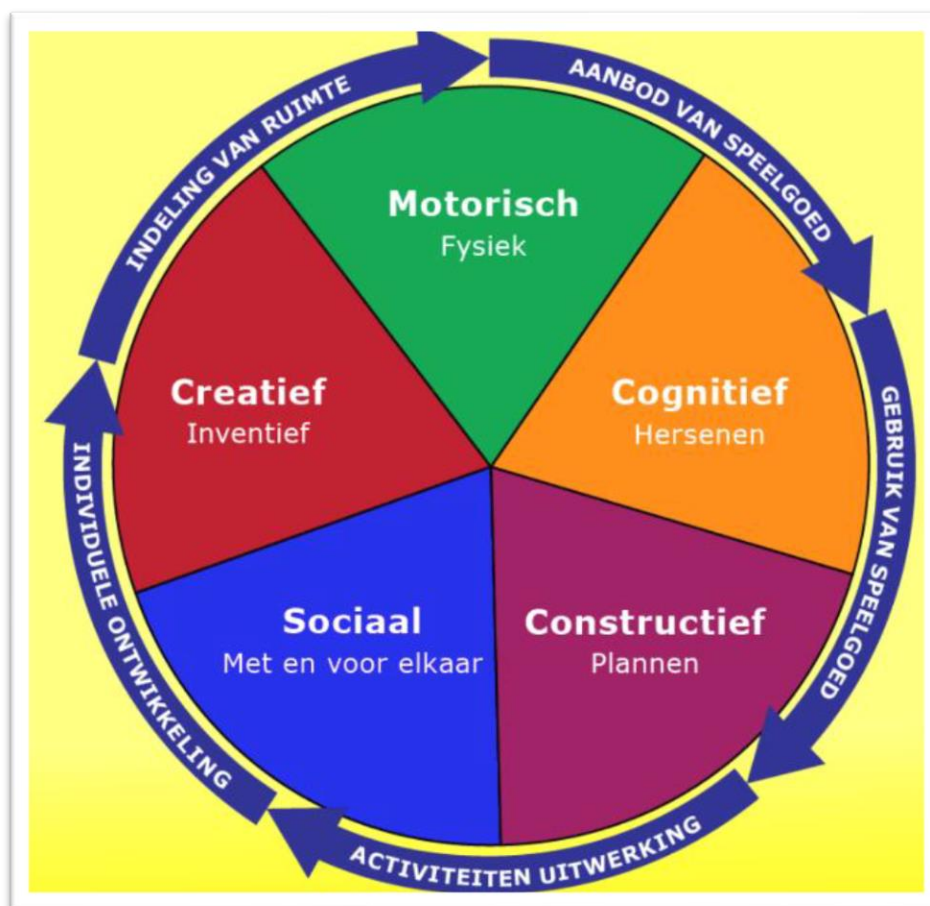 INDELING VAN RUIMTE
AANBOD VAN SPEELGOED
GEBRUIK VAN SPEELGOED
ACTIVITEITEN UITWERKING
INDIVIDUELE ONTWIKKELING
Motorisch
Fysiek
Cognitief
Hersenen
Constructief
Plannen
Sociaal
Met en voor elkaar
Creatief
Inventief